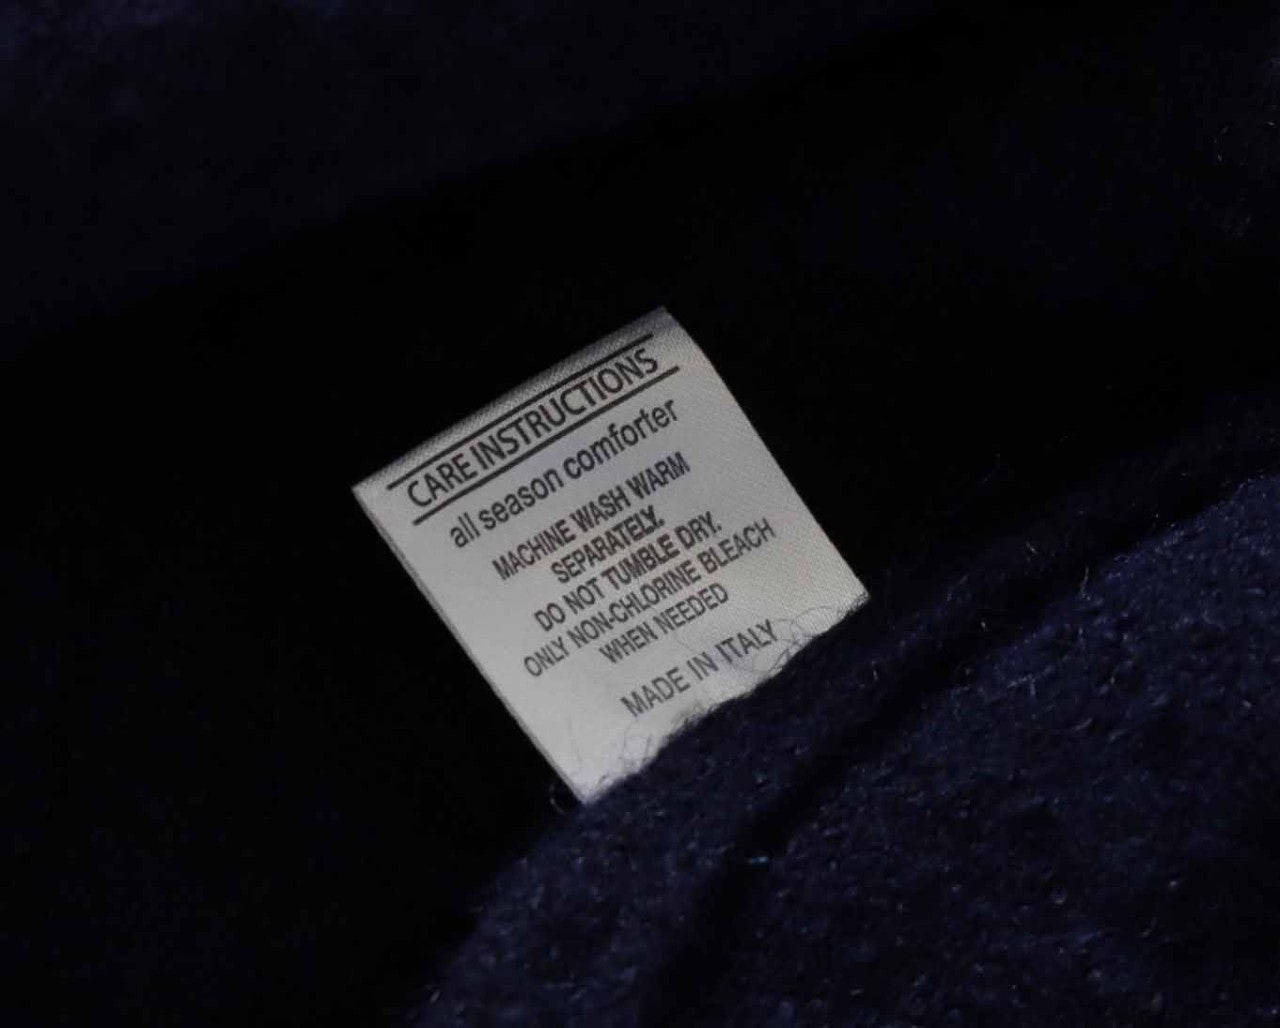 CARE INSTRUCTIONS
all season comforter
MACHINE WASH WARM
SEPARATELY.
DO NOT TUMBLE DRY.
ONLY NON-CHLORINE BLEACH
WHEN NEEDED
MADE IN ITALY